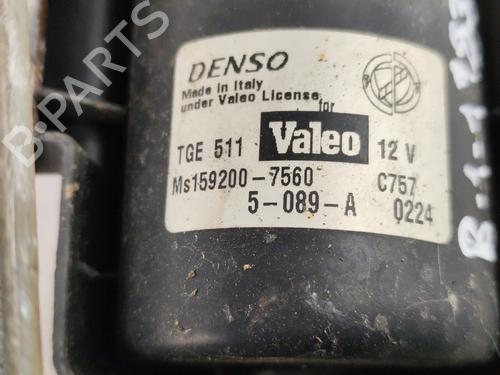 DENSO
Made in Italy
under Valeo License
for
TGE 511 Valeo 12 V
Ms159200-7560 C757
5-089-A 0224
B-PARTS